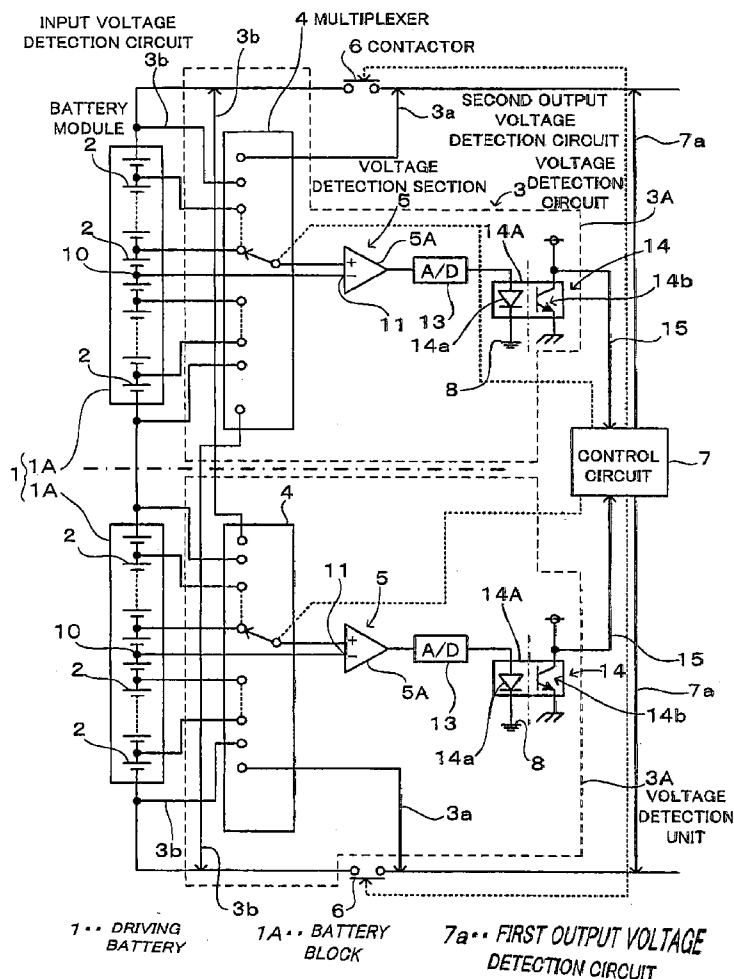 INPUT VOLTAGE
DETECTION CIRCUIT
4 MULTIPLEXER
3b
3b
6 CONTACTOR
3a
SECOND OUTPUT
VOLTAGE
DETECTION CIRCUIT
7a
BATTERY
MODULE
VOLTAGE
DETECTION
SECTION
3
VOLTAGE
DETECTION
CIRCUIT
3A
2
2
10
5
5A
+
−
11
A/D
13
14A
14
14b
14a
8
15
2
1A
1
1A
CONTROL
CIRCUIT
7
4
2
11
5
14A
10
+
−
5A
A/D
13
14
14b
15
2
14a
8
7a
2
3A
3b
3a
VOLTAGE
DETECTION
UNIT
3b
6
1・・ DRIVING
BATTERY
1A・・ BATTERY
BLOCK
7a・・ FIRST OUTPUT VOLTAGE
DETECTION CIRCUIT